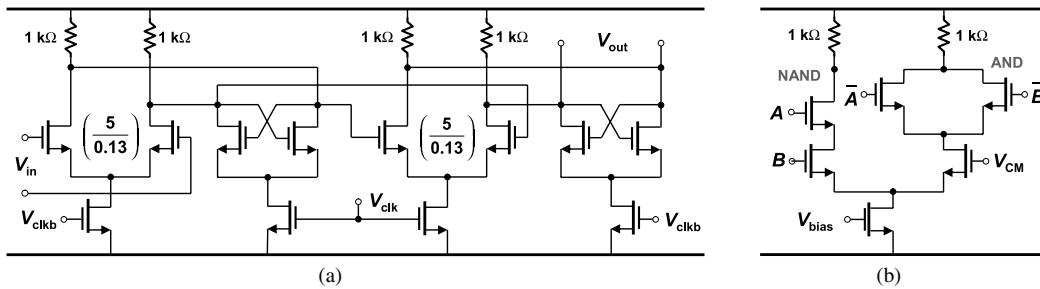 1 kΩ 1 kΩ 1 kΩ 1 kΩ V_out 1 kΩ 1 kΩ
NAND AND
(5/0.13) (5/0.13) A A̅ B̅
V_in B V_CM
V_clkb V_clk V_clkb V_bias
(a) (b)